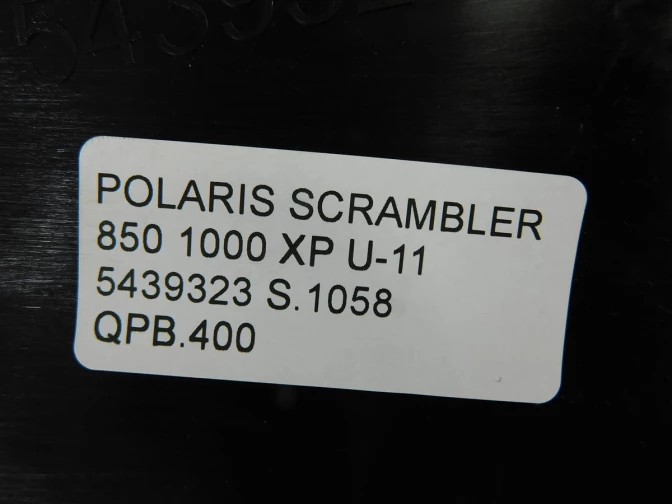 POLARIS SCRAMBLER
850 1000 XP U-11
5439323 S.1058
QPB.400